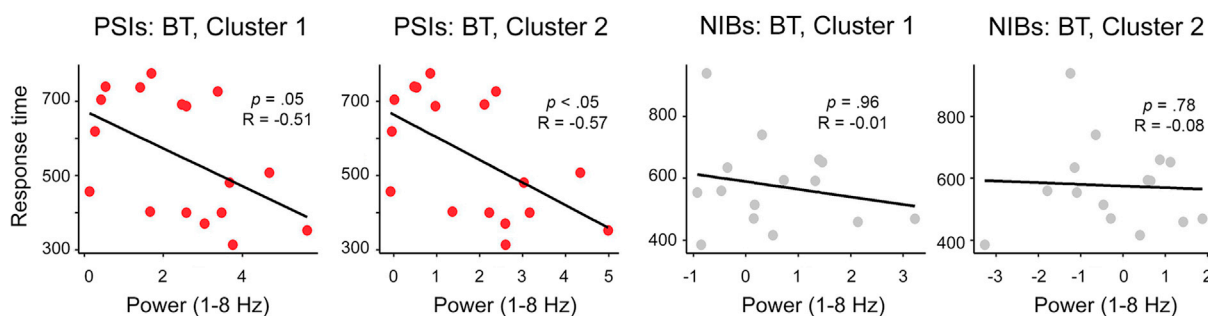 PSIs: BT, Cluster 1
Response time
700
500
300
p = .05
R = -0.51
0
2
4
Power (1-8 Hz)
PSIs: BT, Cluster 2
700
500
300
p < .05
R = -0.57
0
1
2
3
4
5
Power (1-8 Hz)
NIBs: BT, Cluster 1
800
600
400
p = .96
R = -0.01
-1
0
1
2
3
Power (1-8 Hz)
NIBs: BT, Cluster 2
800
600
400
p = .78
R = -0.08
-3
-2
-1
0
1
2
Power (1-8 Hz)